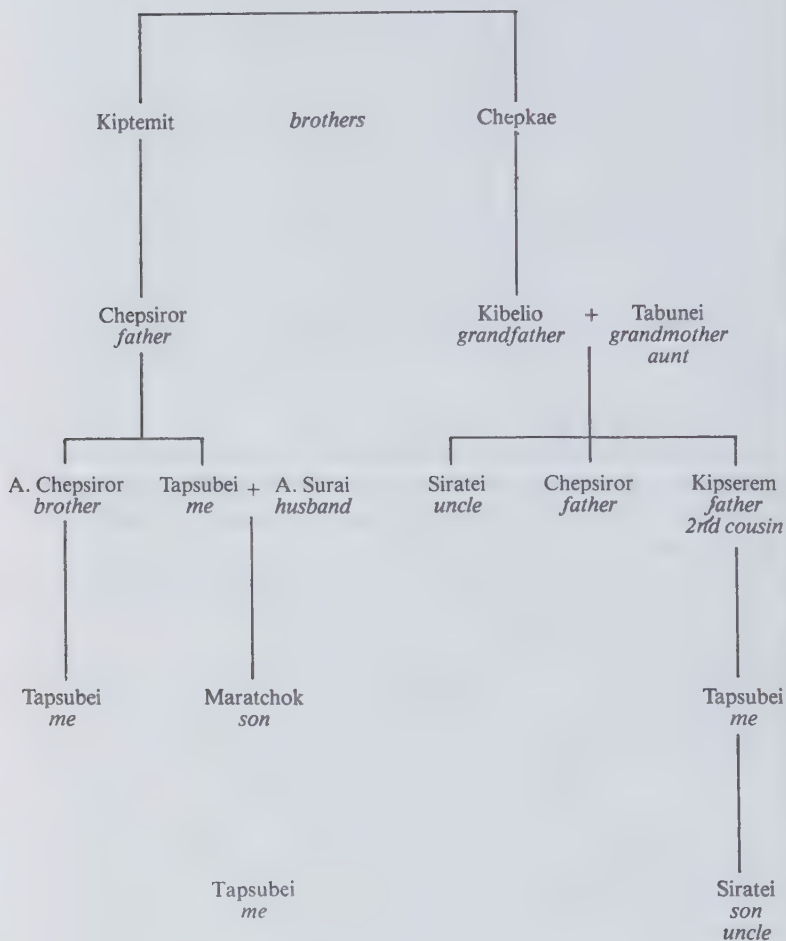 Kiptemit brothers Chepkae
Chepsiror Kibelio + Tabunei
father grandfather grandmother
aunt
A. Chepsiror Tapsubei + A. Surai Siratei Chepsiror Kipserem
brother me husband uncle father father
2nd cousin
Tapsubei Maratchok Tapsubei
me son me
Tapsubei Siratei
me son
uncle